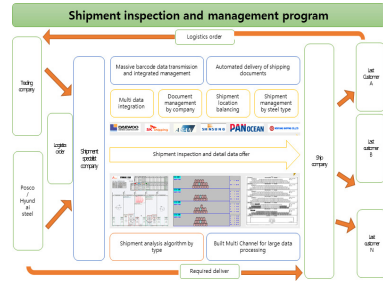 Shipment inspection and management program
Logistics order
Massive barcode data transmission
and integrated management
Automated delivery of shipping
documents
Trading
company
Last
Customer
A
Multi data
integration
Document
management
by company
Shipment
location
balancing
Shipment
management
by steel type
Logistics
order
Shipment
specialist
company
Ship
company
DAEWOO
SAMSUNG
PAN OCEAN
Shipment inspection and detail data offer
Last
customer
B
Posco
Hyund
ai
steel
Shipment analysis algorithm by
type
Built Multi Channel for large data
processing
Last
customer
N
Required deliver